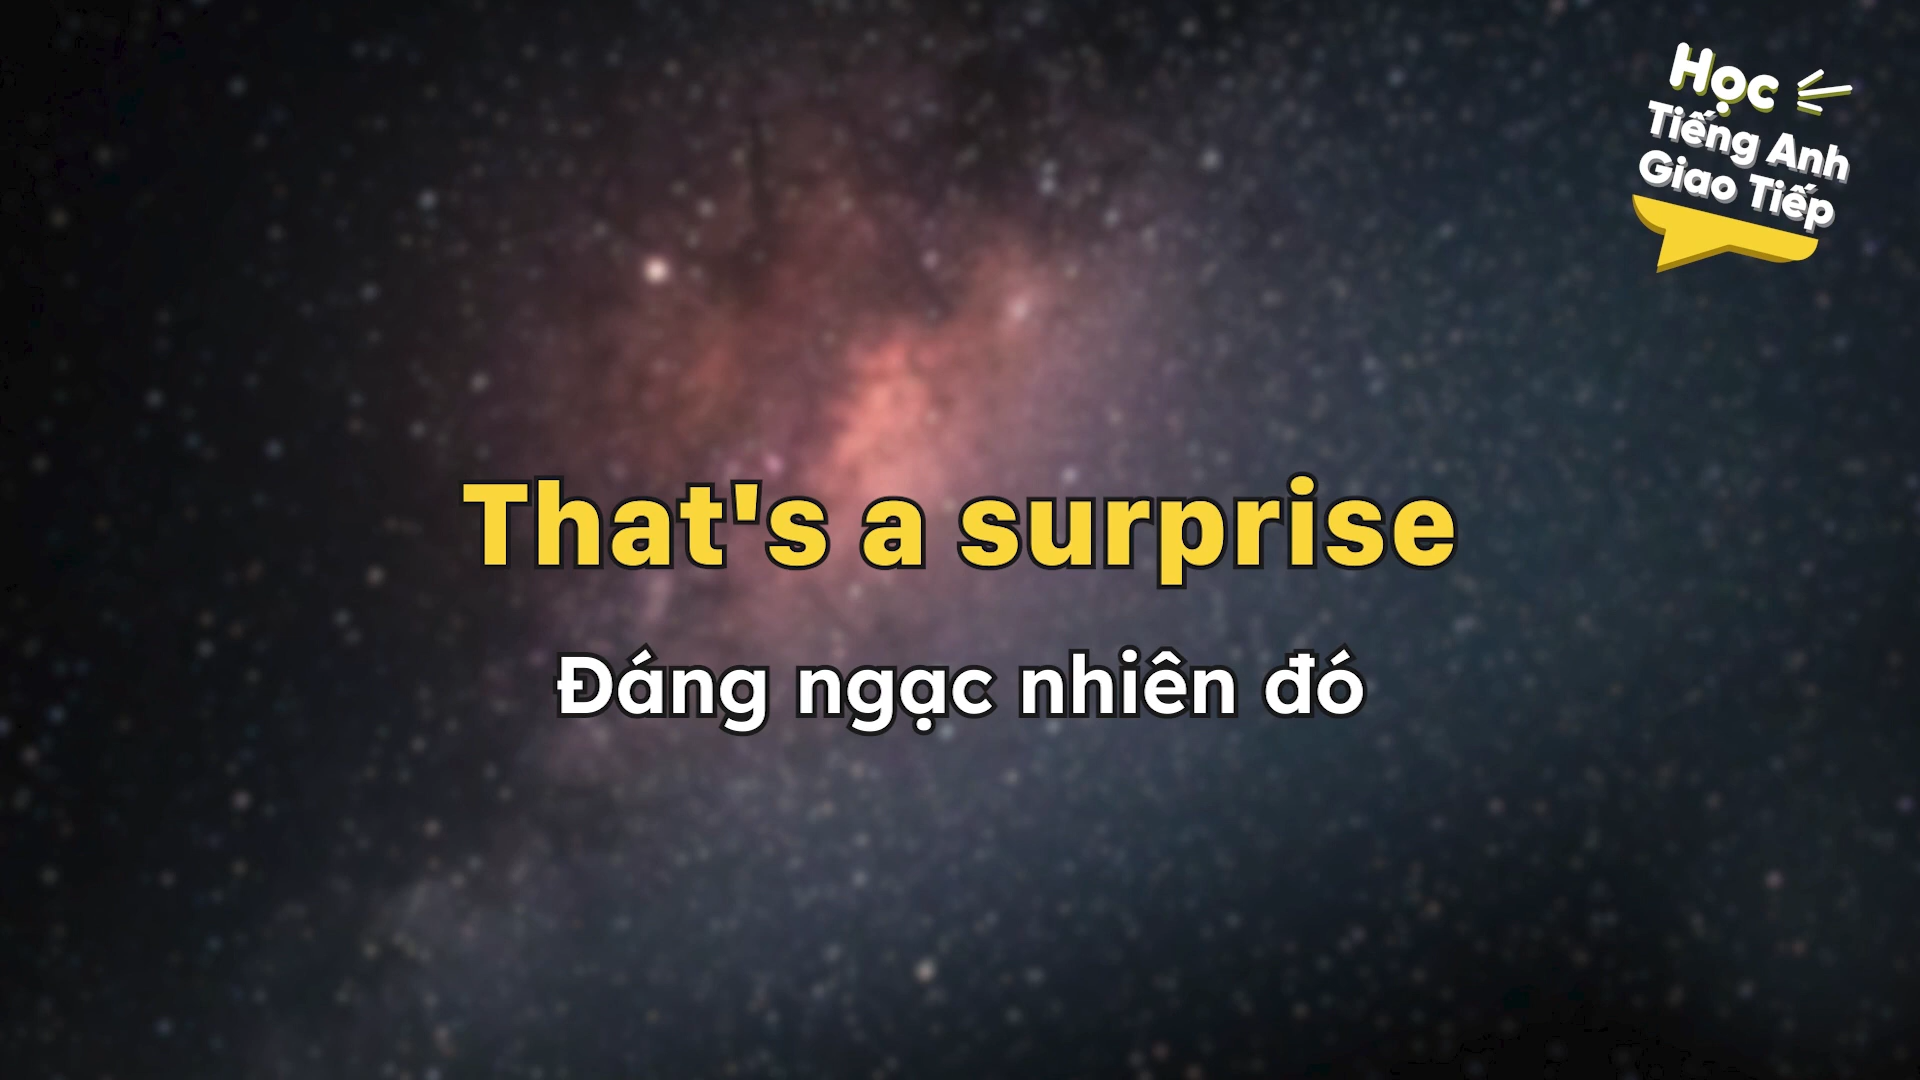 Học
Tiếng Anh
Giao Tiếp
That's a surprise
Đáng ngạc nhiên đó